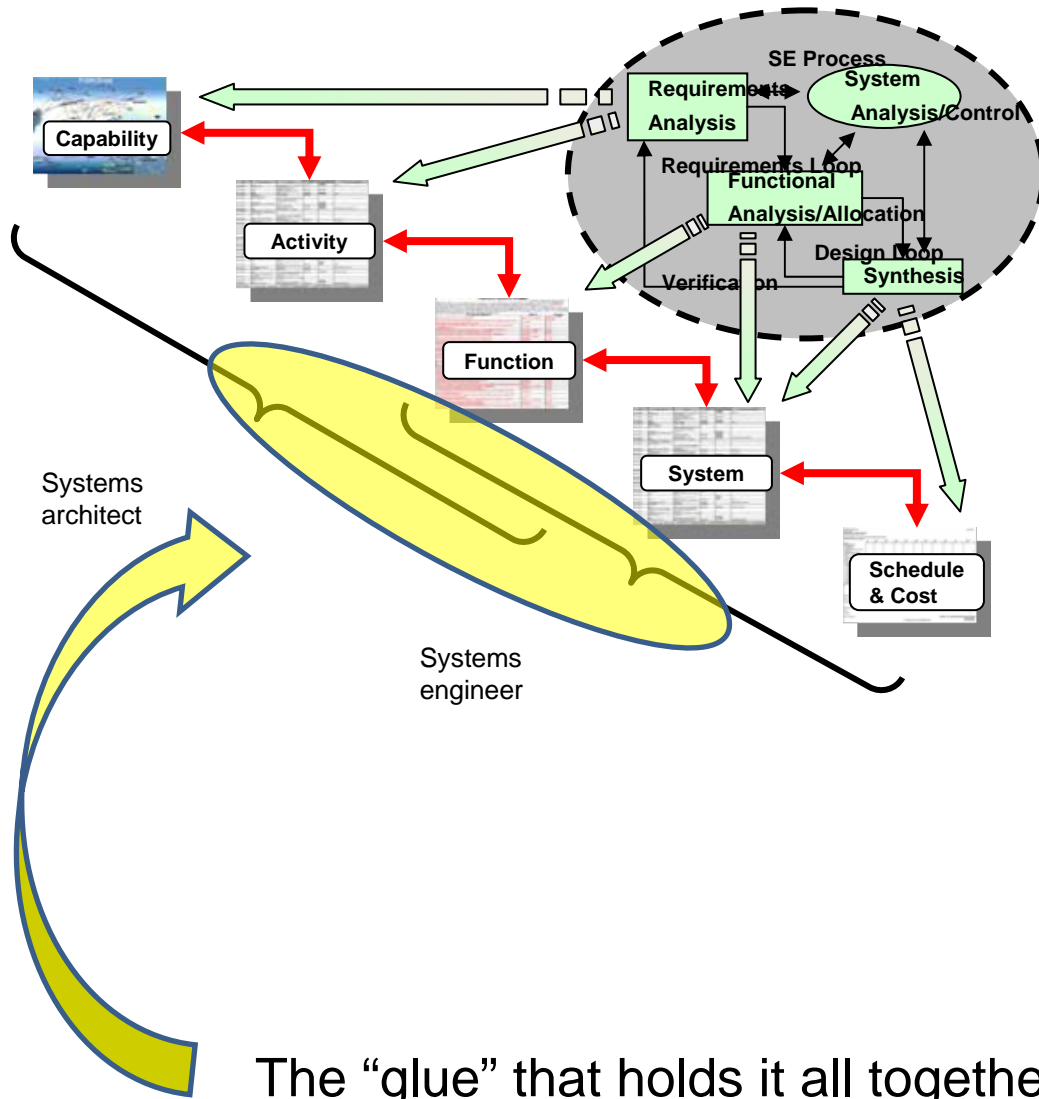 SE Process
Requirements
Analysis
System
Analysis/Control
Capability
Requirements Loop
Functional
Analysis/Allocation
Activity
Design Loop
Synthesis
Verification
Function
System
Schedule
& Cost
Systems
architect
Systems
engineer
The “glue” that holds it all togethe